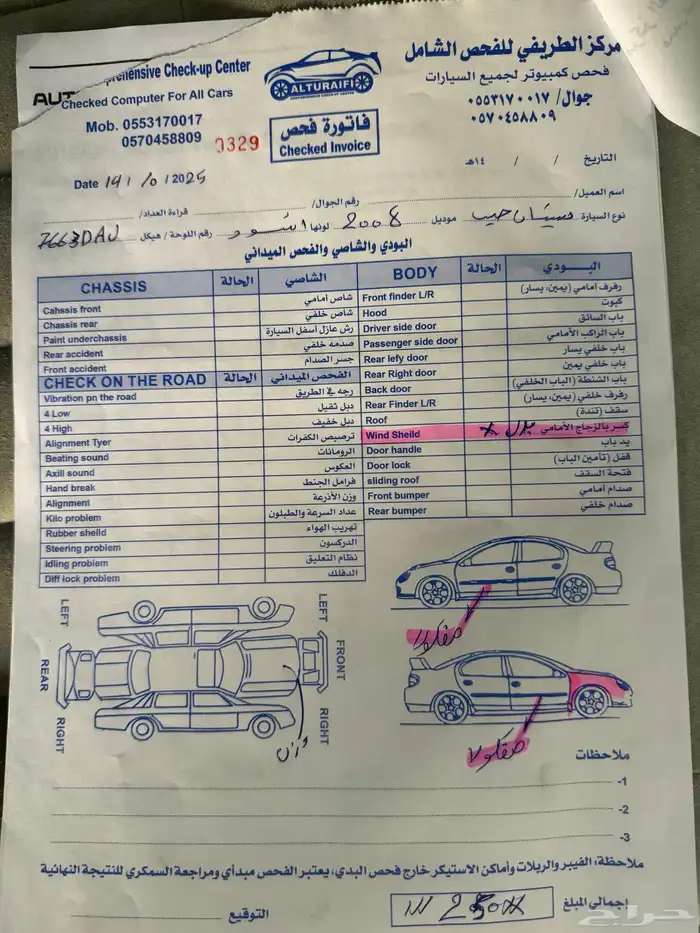 مركز الطريفي للفحص الشامل
فحص كمبيوتر لجميع السيارات
جوال/ ٠٥٥٣١٧٠٠١٧
٠٥٧٠٤٥٨٨٠٩
Check-up Center
Checked Computer For All Cars
Mob. 0553170017
0570458809
ALTURAIFI
0329
فاتورة فحص
Checked Invoice
التاريخ / / ١٤هـ
Date 19/ /2025
اسم العميل/ رقم الجوال/ قراءة العداد/
نوع السيارة جيب موديل 2008 لونها اسود رقم اللوحة / هيكل 7663DAJ
البودي والشاصي والفحص الميداني
CHASSIS الحالة الشاصي BODY الحالة البودي
Cahssis front شاص أمامي
Chassis rear شاص خلفي
Paint underchassis رش عازل أسفل السيارة
Rear accident صدمه خلفي
Front accident جسر الصدام
CHECK ON THE ROAD الحالة الفحص الميداني
Vibration pn the road رجه في الطريق
4 Low دبل ثقيل
4 High دبل خفيف
Alignment Tyer ترصيص الكفرات
Beating sound الرومانات
Axill sound العكوس
Hand break فرامل الجنط
Alignment وزن الأذرعة
Kilo problem عداد السرعة والطبلون
Rubber sheild تهريب الهواء
Steering problem الدركسون
Idling problem نظام التعليق
Diff lock problem الدفلك
Front finder L/R رفرف أمامي (يمين، يسار)
Hood كبوت
Driver side door باب السائق
Passenger side door باب الراكب الأمامي
Rear lefy door باب خلفي يسار
Rear Right door باب خلفي يمين
Back door باب الشنطة (الباب الخلفي)
Rear Finder L/R رفرف خلفي (يمين، يسار)
Roof سقف (تندة)
Wind Sheild كسر بالزجاج الأمامي
Door handle يد باب
Door lock قفل (تأمين الباب)
sliding roof فتحة السقف
Front bumper صدام أمامي
Rear bumper صدام خلفي
LEFT LEFT
REAR FRONT
RIGHT RIGHT
وزن
ملاحظات
1-
2-
3-
ملاحظة: الفيبر والربلات وأماكن الاستيكر خارج فحص البدي، يعتبر الفحص مبدأي ومراجعة السمكري للنتيجة النهائية
إجمالي المبلغ
التوقيع
حراج